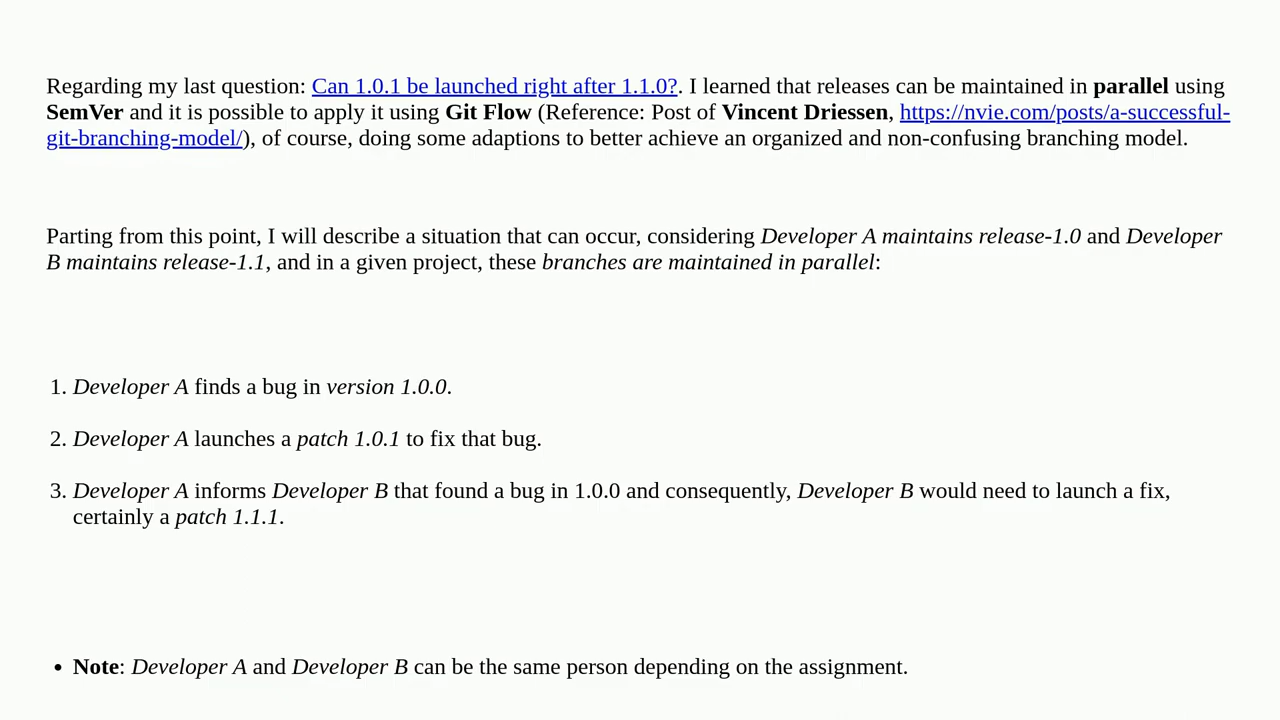 Regarding my last question: Can 1.0.1 be launched right after 1.1.0?. I learned that releases can be maintained in parallel using
SemVer and it is possible to apply it using Git Flow (Reference: Post of Vincent Driessen, https://nvie.com/posts/a-successful-
git-branching-model/), of course, doing some adaptions to better achieve an organized and non-confusing branching model.
Parting from this point, I will describe a situation that can occur, considering Developer A maintains release-1.0 and Developer
B maintains release-1.1, and in a given project, these branches are maintained in parallel:
1. Developer A finds a bug in version 1.0.0.
2. Developer A launches a patch 1.0.1 to fix that bug.
3. Developer A informs Developer B that found a bug in 1.0.0 and consequently, Developer B would need to launch a fix,
certainly a patch 1.1.1.
• Note: Developer A and Developer B can be the same person depending on the assignment.